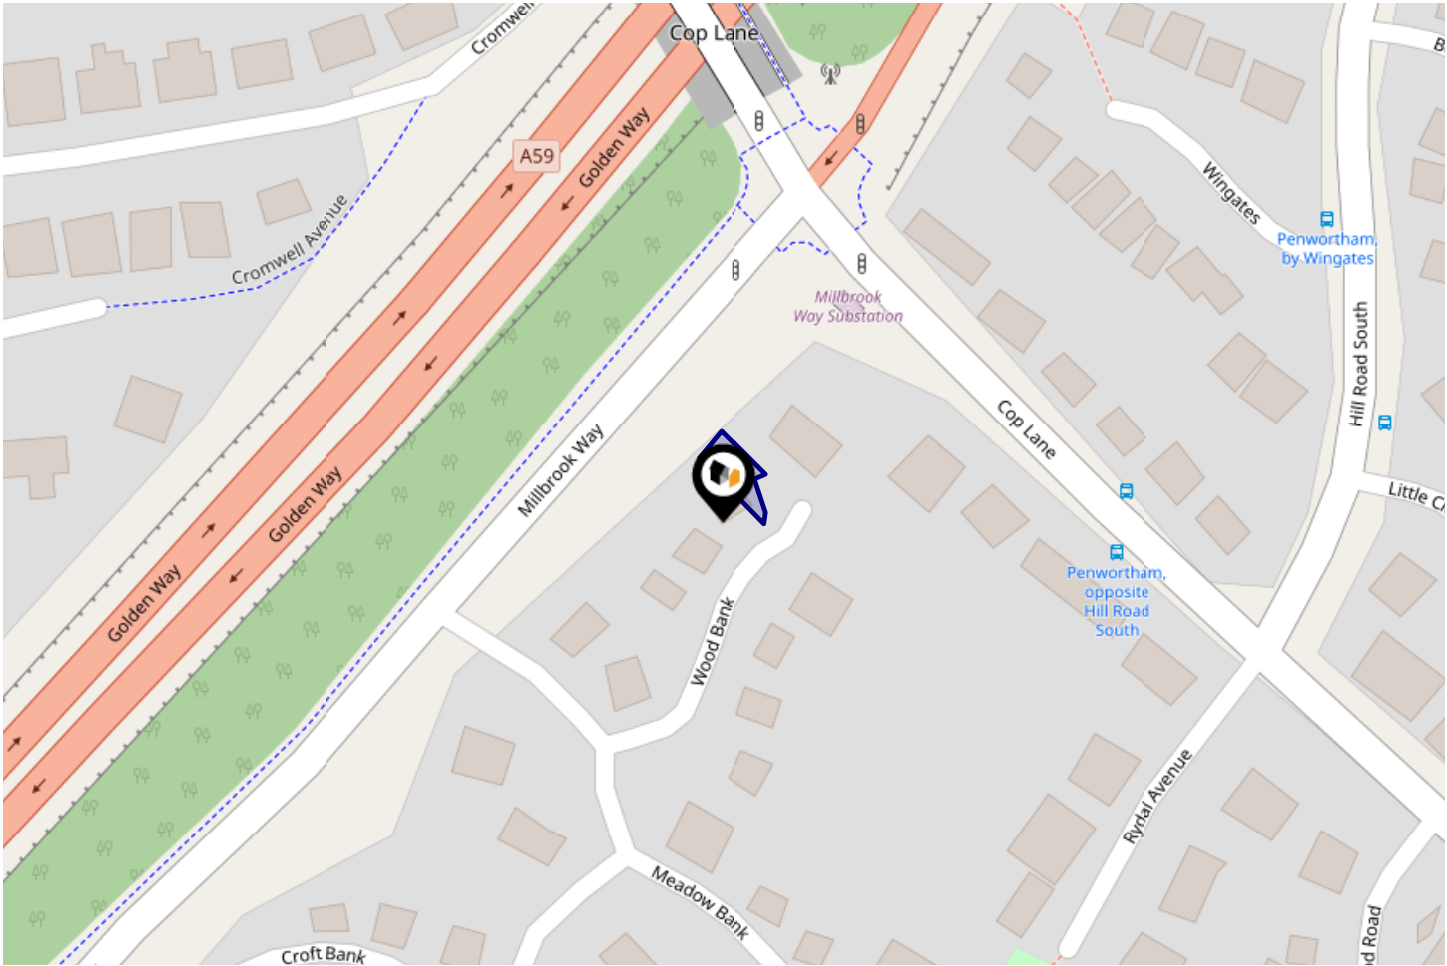 Cop Lane
Cromwell
B
A59
Golden Way
Wingates
Cromwell Avenue
Penwortham,
by Wingates
Millbrook
Way Substation
Hill Road South
Cop Lane
Millbrook Way
Little C
Golden Way
Penwortham,
opposite
Hill Road
South
Golden Way
Wood Bank
Rydal Avenue
Meadow Bank
Croft Bank
d Road